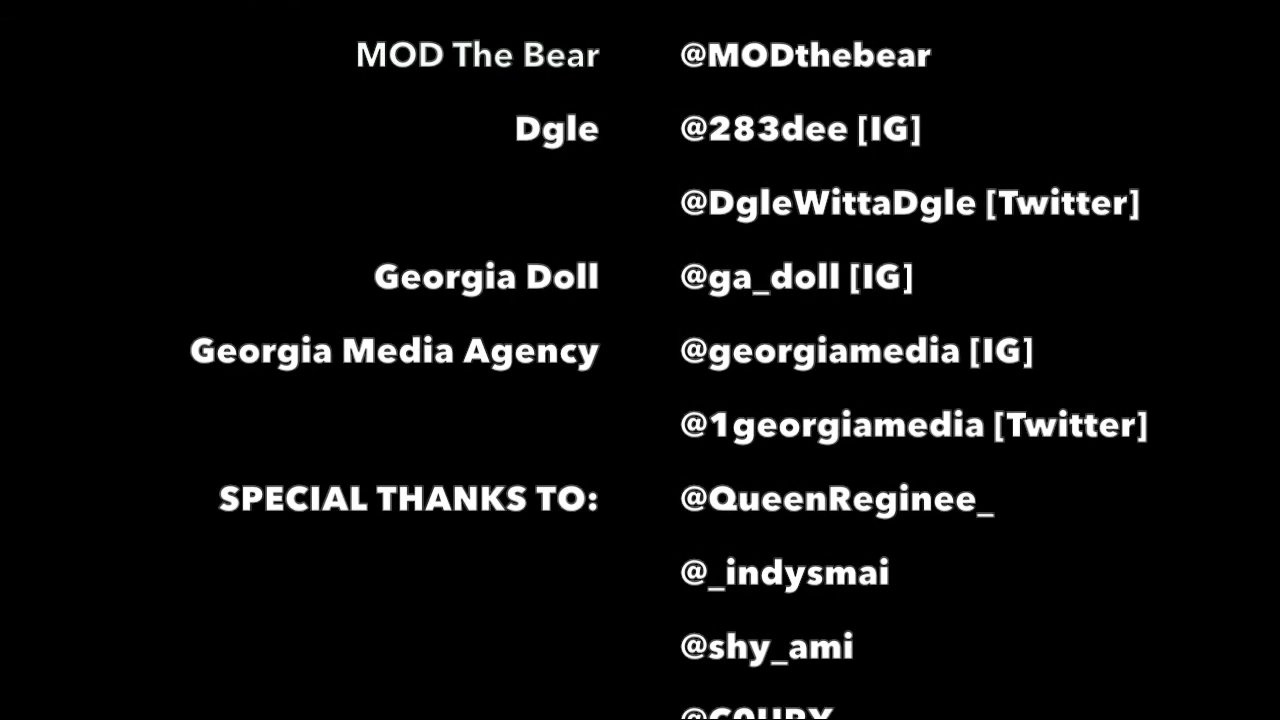 MOD The Bear @MODthebear
Dgle @283dee [IG]
@DgleWittaDgle [Twitter]
Georgia Doll @ga_doll [IG]
Georgia Media Agency @georgiamedia [IG]
@1georgiamedia [Twitter]
SPECIAL THANKS TO: @QueenReginee_
@_indysmai
@shy_ami